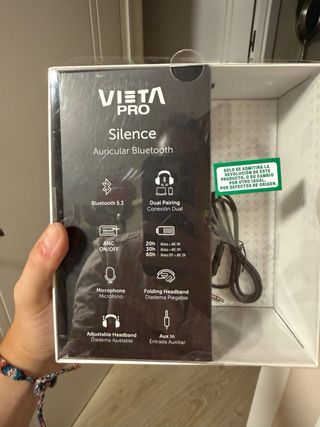 VIETA
PRO
Silence
Auricular Bluetooth
Bluetooth 5.3
Dual Pairing
Conexión Dual
ANC
ON/OFF
20h
30h
60h
Microphone
Micrófono
Folding Headband
Diadema Plegable
Adjustable Headband
Diadema Ajustable
Aux In
Entrada Auxiliar
SOLO SE ADMITIRÁ LA
DEVOLUCIÓN DE ESTE
PRODUCTO, O SU CAMBIO
POR OTRO IGUAL,
POR DEFECTOS DE ORIGEN.